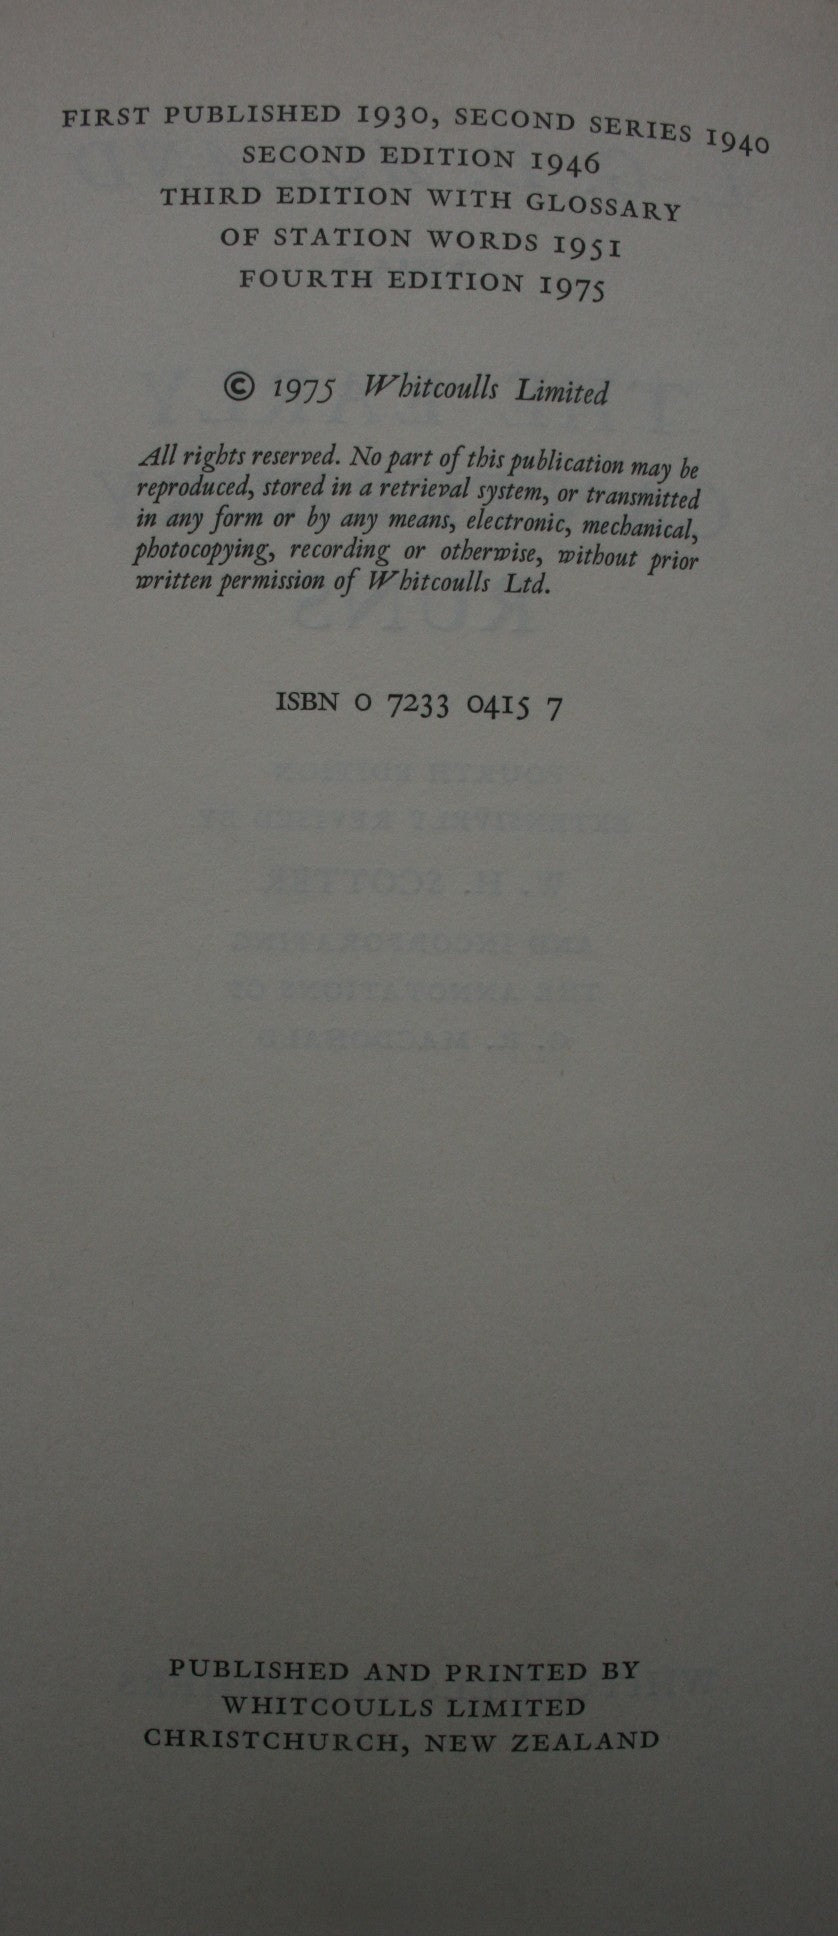 FIRST PUBLISHED 1930, SECOND SERIES 1940
SECOND EDITION 1946
THIRD EDITION WITH GLOSSARY
OF STATION WORDS 1951
FOURTH EDITION 1975
© 1975 Whitcoulls Limited
All rights reserved. No part of this publication may be
reproduced, stored in a retrieval system, or transmitted
in any form or by any means, electronic, mechanical,
photocopying, recording or otherwise, without prior
written permission of Whitcoulls Ltd.
ISBN 0 7233 0415 7
PUBLISHED AND PRINTED BY
WHITCOULLS LIMITED
CHRISTCHURCH, NEW ZEALAND